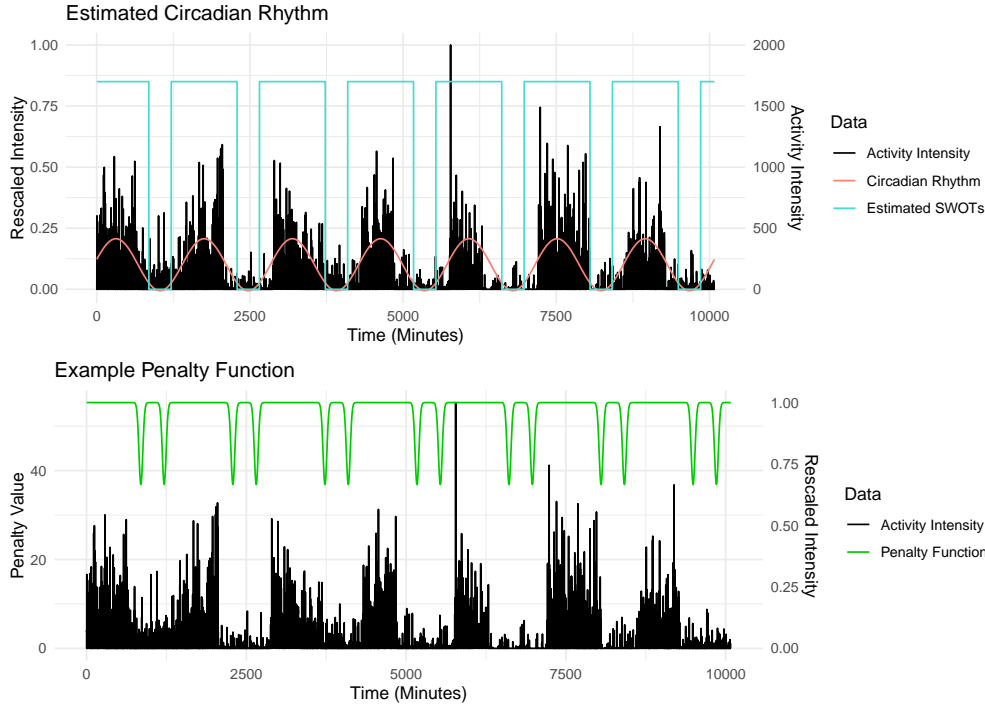 Estimated Circadian Rhythm
1.00
0.75
0.50
0.25
0.00
Rescaled Intensity
2000
1500
1000
500
0
Activity Intensity
0
2500
5000
7500
10000
Time (Minutes)
Data
Activity Intensity
Circadian Rhythm
Estimated SWOTs
Example Penalty Function
40
20
0
Penalty Value
1.00
0.75
0.50
0.25
0.00
Rescaled Intensity
0
2500
5000
7500
10000
Time (Minutes)
Data
Activity Intensity
Penalty Function